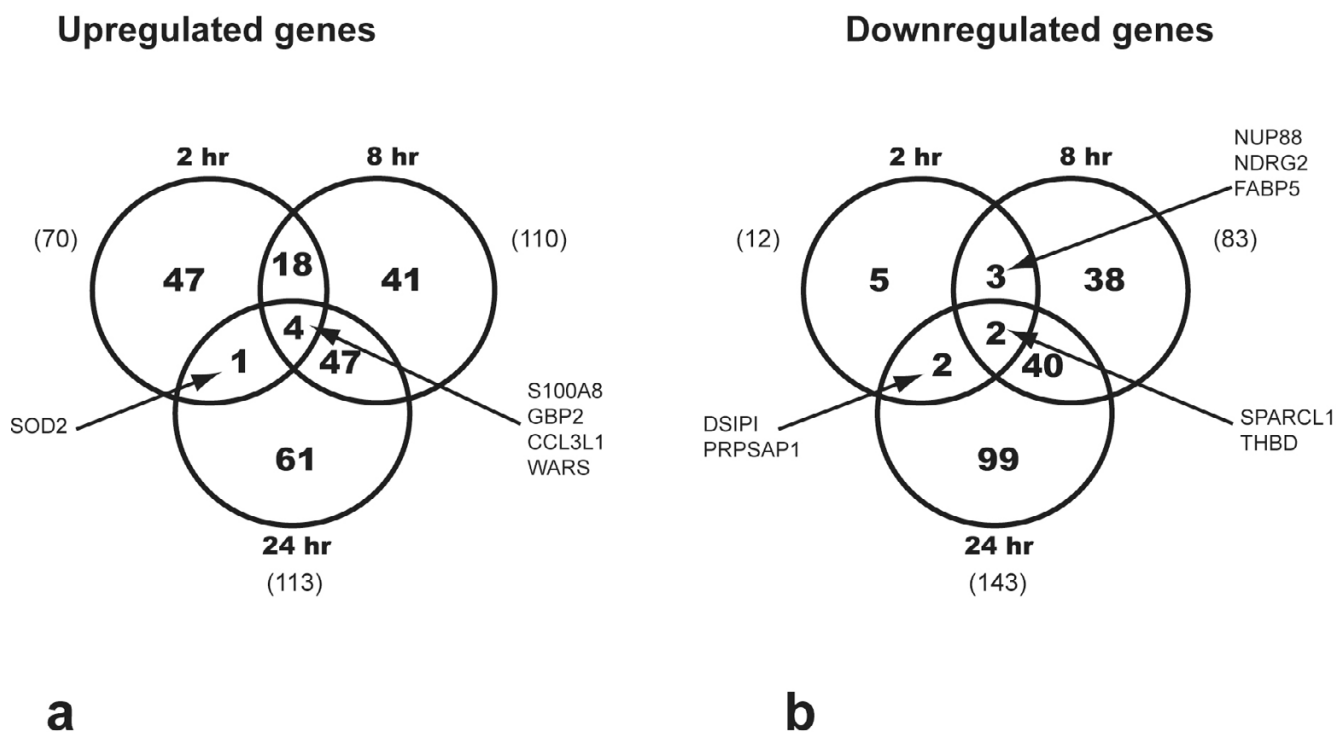 Upregulated genes
Downregulated genes
2 hr
8 hr
(70)
(110)
47
18
41
4
1
47
SOD2
S100A8
GBP2
CCL3L1
WARS
61
24 hr
(113)
a
2 hr
8 hr
NUP88
NDRG2
FABP5
(12)
(83)
5
3
38
2
2
40
DSIPI
PRPSAP1
SPARCL1
THBD
99
24 hr
(143)
b